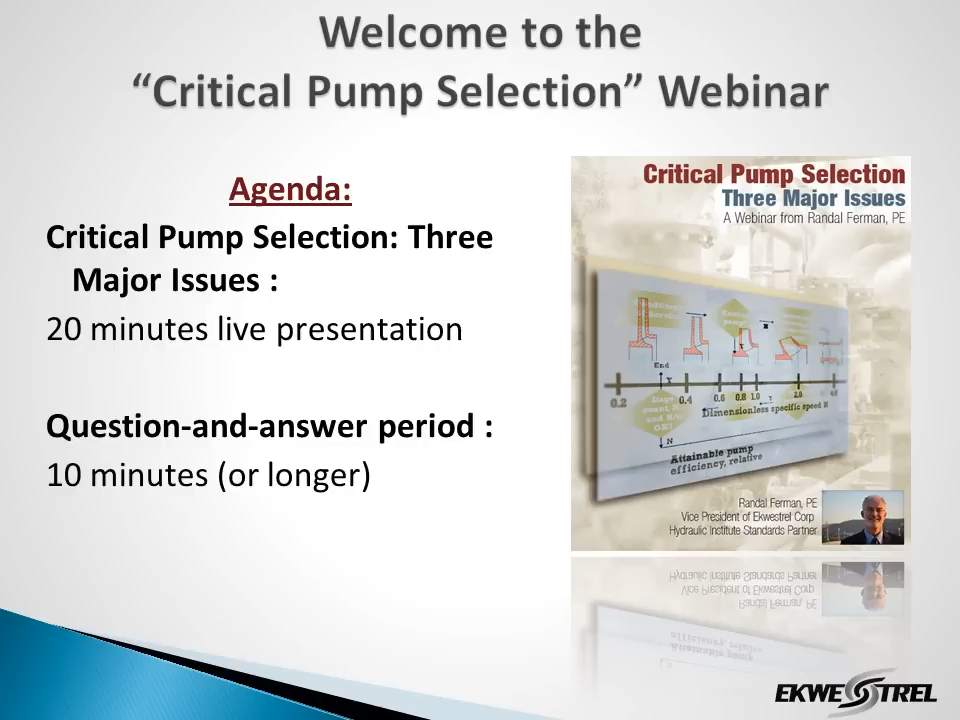 Welcome to the
“Critical Pump Selection” Webinar
Agenda:
Critical Pump Selection: Three
Major Issues :
20 minutes live presentation
Question-and-answer period :
10 minutes (or longer)
Critical Pump Selection
Three Major Issues
A Webinar from Randal Ferman, PE
End
Y
0.2
0.4
0.6
0.8
1.0
2.0
4.0
Dimensionless specific speed
N
Attainable pump
efficiency, relative
Randal Ferman, PE
Vice President of Ekwestrel Corp
Hydraulic Institute Standards Partner
EKWESTREL